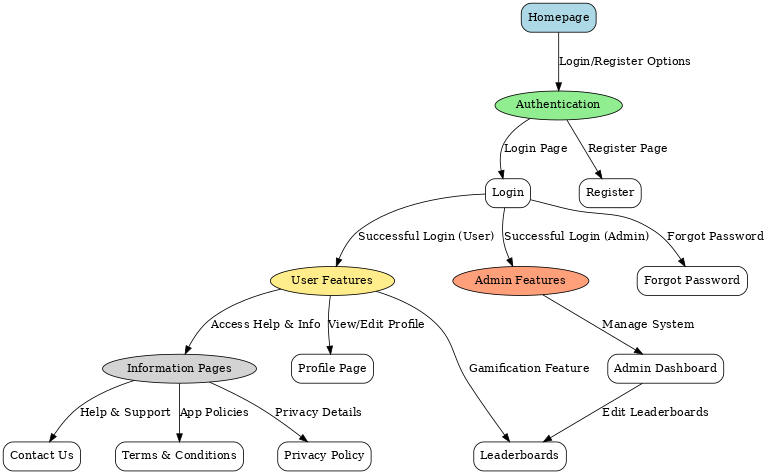 Homepage
Login/Register Options
Authentication
Login Page
Register Page
Login
Register
Successful Login (User)
Successful Login (Admin)
Forgot Password
User Features
Admin Features
Forgot Password
Access Help & Info
View/Edit Profile
Manage System
Information Pages
Profile Page
Gamification Feature
Admin Dashboard
Help & Support
App Policies
Privacy Details
Edit Leaderboards
Contact Us
Terms & Conditions
Privacy Policy
Leaderboards